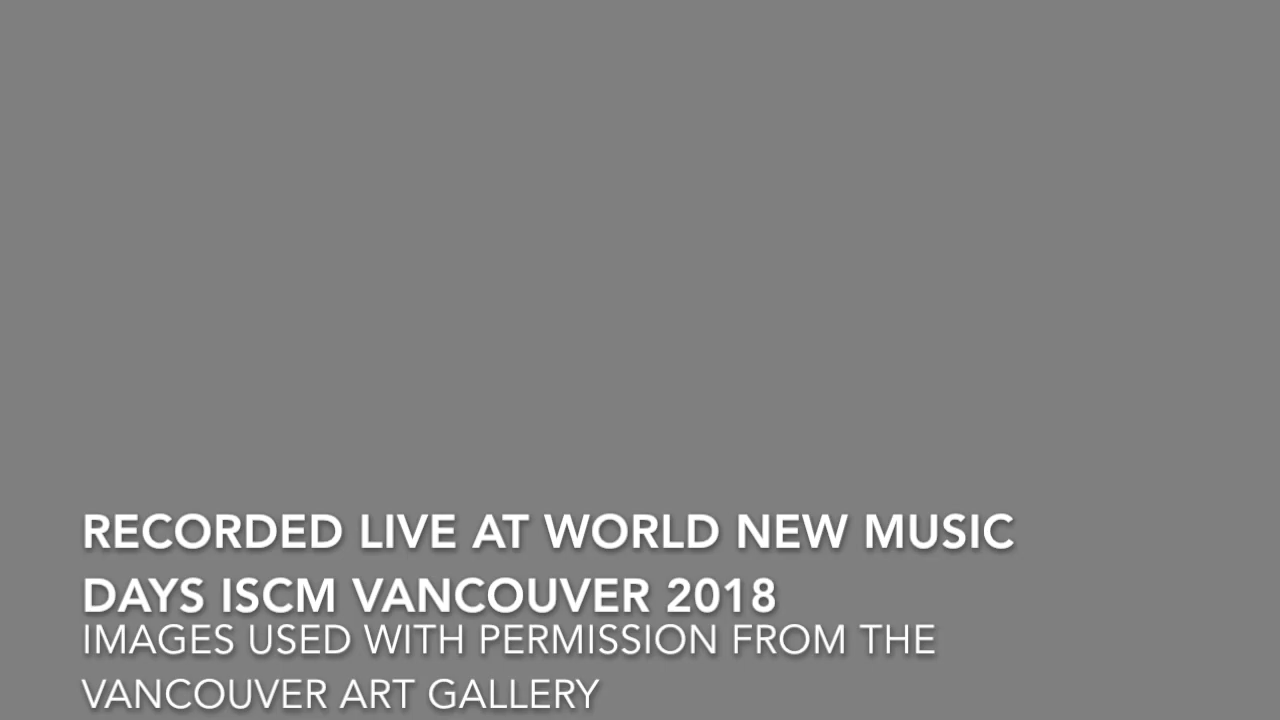 RECORDED LIVE AT WORLD NEW MUSIC
DAYS ISCM VANCOUVER 2018
IMAGES USED WITH PERMISSION FROM THE
VANCOUVER ART GALLERY